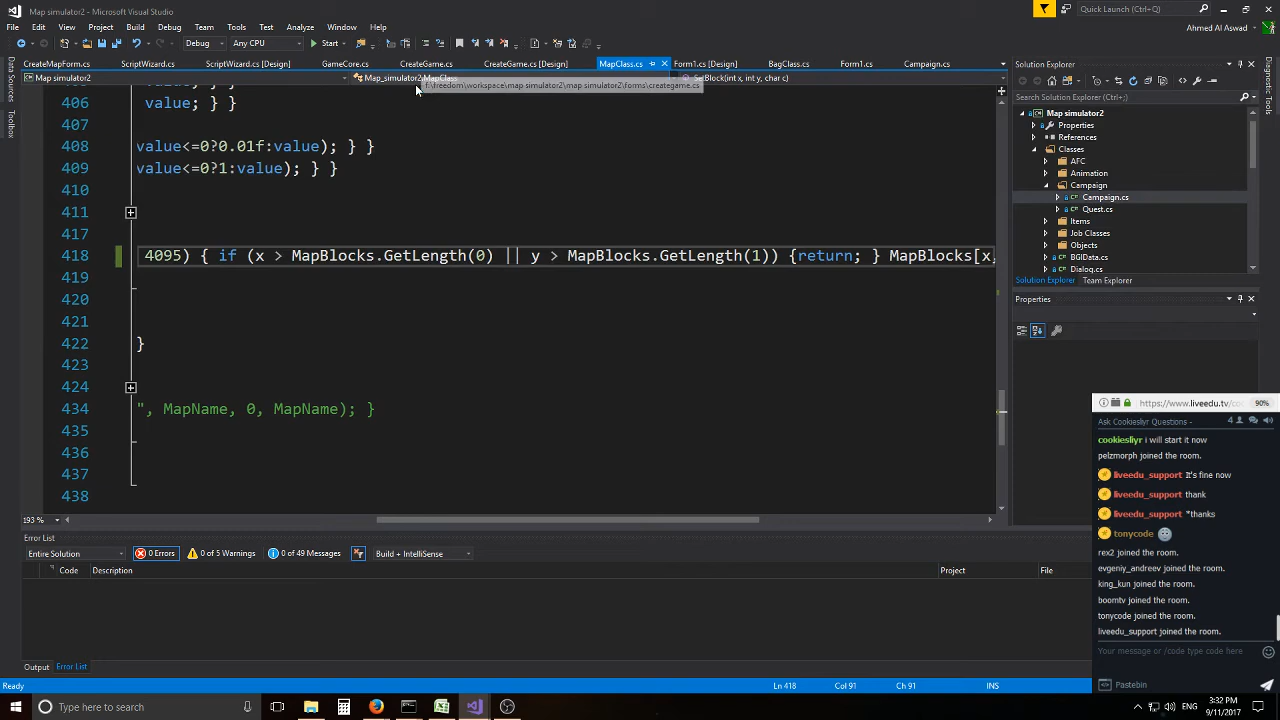 Map simulator2 - Microsoft Visual Studio
Quick Launch (Ctrl+Q)
File Edit View Project Build Debug Team Tools Architecture Test Analyze Window Help
Ahmed Al Aswad
Debug Any CPU Start
CreateMapForm.cs ScriptWizard.cs ScriptWizard.cs [Design] GameCore.cs CreateGame.cs CreateGame.cs [Design] MapClass.cs Form1.cs [Design] BagClass.cs Form1.cs Campaign.cs
Map simulator2 Map_simulator2.MapClass SetBlock(int x, int y, char c)
f:\freedom\workspace\map simulator2\map simulator2\forms\creategame.cs
Data Sources
Toolbox
406 value; } }
407
408 value<=0?0.01f:value); } }
409 value<=0?1:value); } }
410
411
417
418 4095) { if (x > MapBlocks.GetLength(0) || y > MapBlocks.GetLength(1)) {return; } MapBlocks[x,
419
420
421
422 }
423
424
434 ", MapName, 0, MapName); }
435
436
437
438
193 %
Solution Explorer
Search Solution Explorer (Ctrl+;)
Map simulator2
Properties
References
Classes
AFC
Animation
Campaign
Campaign.cs
Quest.cs
Items
Job Classes
Objects
BGIData.cs
Dialog.cs
Solution Explorer Team Explorer
Properties
Error List
Entire Solution 0 Errors 0 of 5 Warnings 0 of 49 Messages Build + IntelliSense
Code Description Project File
Output Error List
Ready Ln 418 Col 91 Ch 91 INS
https://www.liveedu.tv/co 90%
Ask Cookiesliyr Questions - 4
cookiesliyr i will start it now
pelzmorph joined the room.
liveedu_support It's fine now
liveedu_support thank
liveedu_support *thanks
tonycode
rex2 joined the room.
evgeniy_andreev joined the room.
king_kun joined the room.
boomtv joined the room.
tonycode joined the room.
liveedu_support joined the room.
Your message or /code type code here
Pastebin
Type here to search
ENG 3:32 PM
9/11/2017